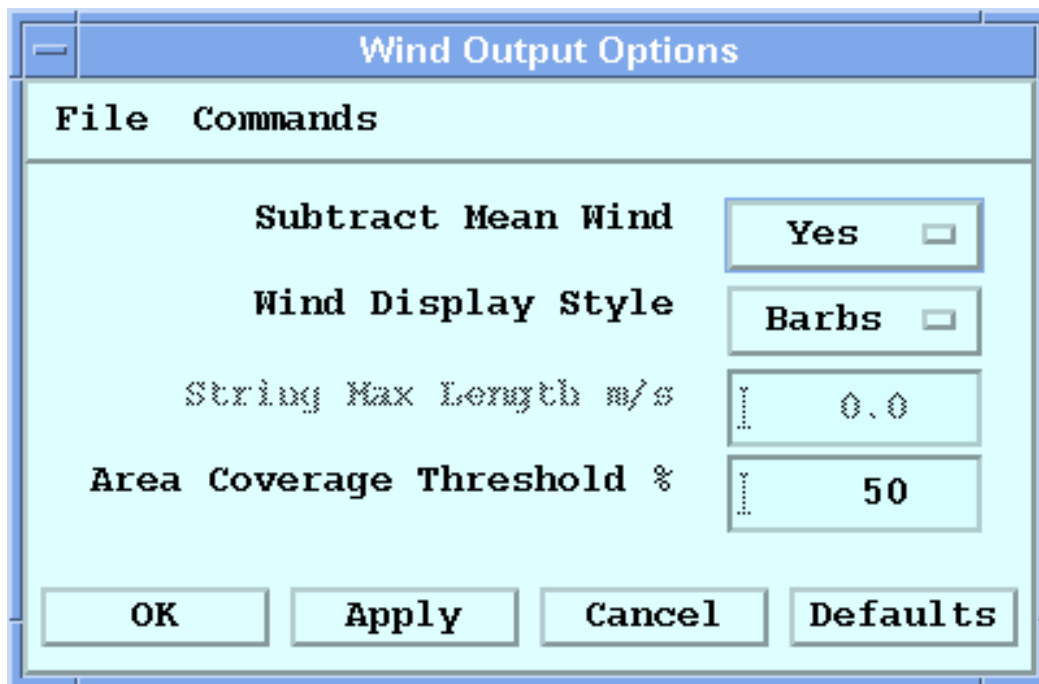 Wind Output Options
File Commands
Subtract Mean Wind Yes
Wind Display Style Barbs
String Max Length m/s 0.0
Area Coverage Threshold % 50
OK Apply Cancel Defaults